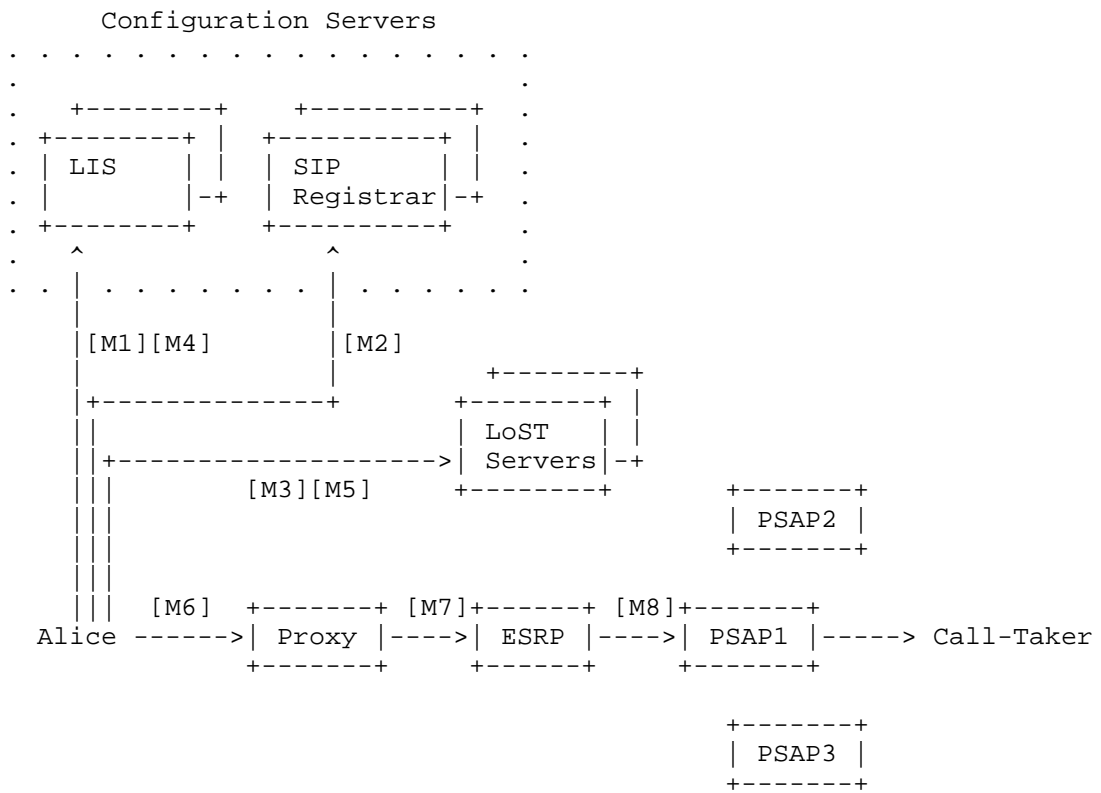 Configuration Servers
LIS SIP
Registrar
[M1][M4] [M2]
LoST
Servers
[M3][M5]
PSAP2
[M6] [M7] [M8]
Alice Proxy ESRP PSAP1 Call-Taker
PSAP3